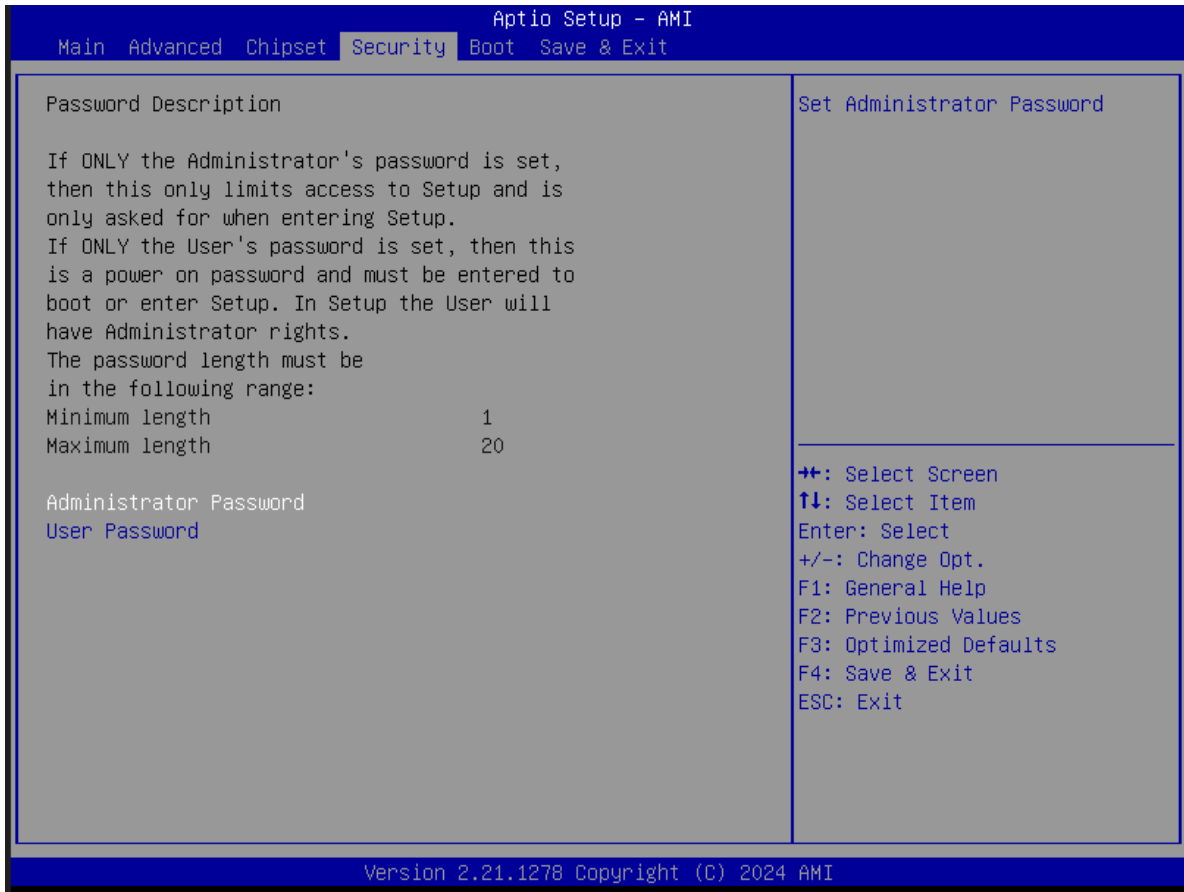 Aptio Setup – AMI
Main Advanced Chipset Security Boot Save & Exit
Password Description
If ONLY the Administrator's password is set,
then this only limits access to Setup and is
only asked for when entering Setup.
If ONLY the User's password is set, then this
is a power on password and must be entered to
boot or enter Setup. In Setup the User will
have Administrator rights.
The password length must be
in the following range:
Minimum length 1
Maximum length 20
Administrator Password
User Password
Set Administrator Password
→←: Select Screen
↑↓: Select Item
Enter: Select
+/-: Change Opt.
F1: General Help
F2: Previous Values
F3: Optimized Defaults
F4: Save & Exit
ESC: Exit
Version 2.21.1278 Copyright (C) 2024 AMI